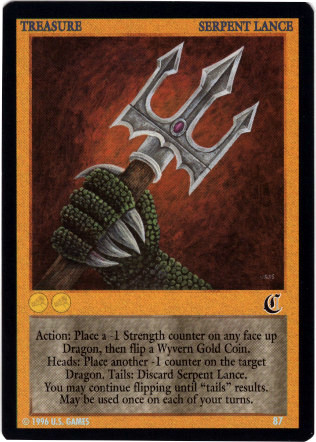 TREASURE SERPENT LANCE
C
Action: Place a -1 Strength counter on any face up
Dragon, then flip a Wyvern Gold Coin.
Heads: Place another -1 counter on the target
Dragon. Tails: Discard Serpent Lance.
You may continue flipping until “tails” results.
May be used once on each of your turns.
© 1996 U.S. GAMES 87